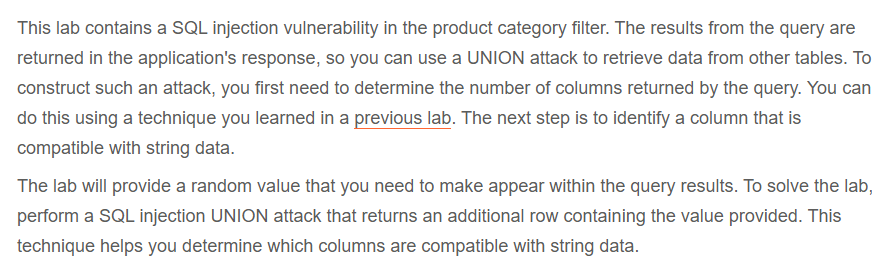 This lab contains a SQL injection vulnerability in the product category filter. The results from the query are
returned in the application's response, so you can use a UNION attack to retrieve data from other tables. To
construct such an attack, you first need to determine the number of columns returned by the query. You can
do this using a technique you learned in a previous lab. The next step is to identify a column that is
compatible with string data.
The lab will provide a random value that you need to make appear within the query results. To solve the lab,
perform a SQL injection UNION attack that returns an additional row containing the value provided. This
technique helps you determine which columns are compatible with string data.